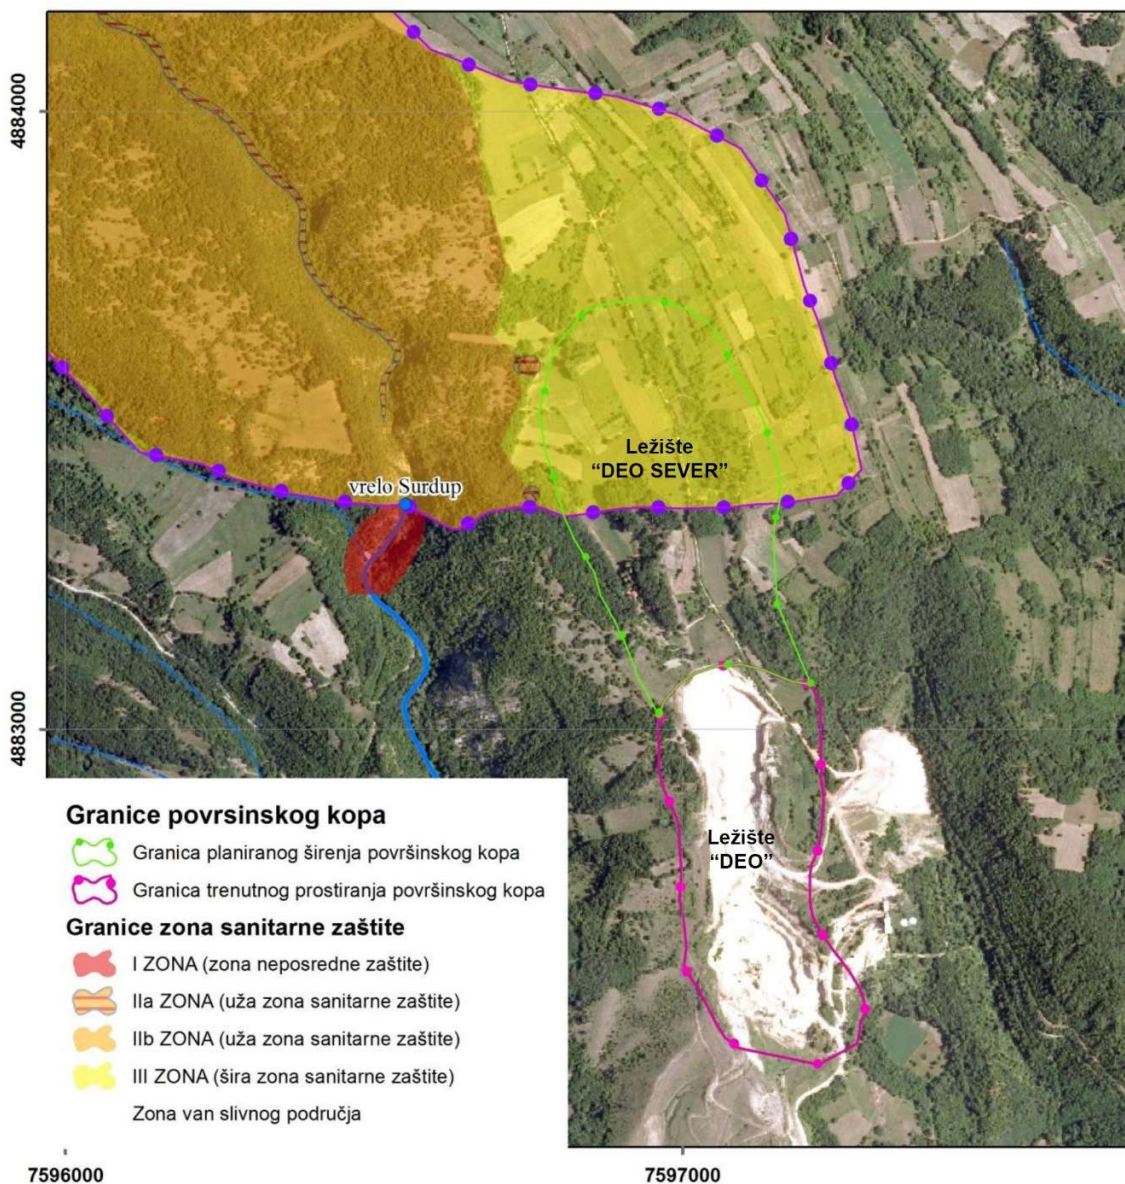 4884000
vrelo Surdup
Ležište
“DEO SEVER”
4883000
Ležište
“DEO”
Granice povrsinskog kopa
Granica planiranog širenja površinskog kopa
Granica trenutnog prostiranja površinskog kopa
Granice zona sanitarne zaštite
I ZONA (zona neposredne zaštite)
IIa ZONA (uža zona sanitarne zaštite)
IIb ZONA (uža zona sanitarne zaštite)
III ZONA (šira zona sanitarne zaštite)
Zona van slivnog područja
7596000
7597000